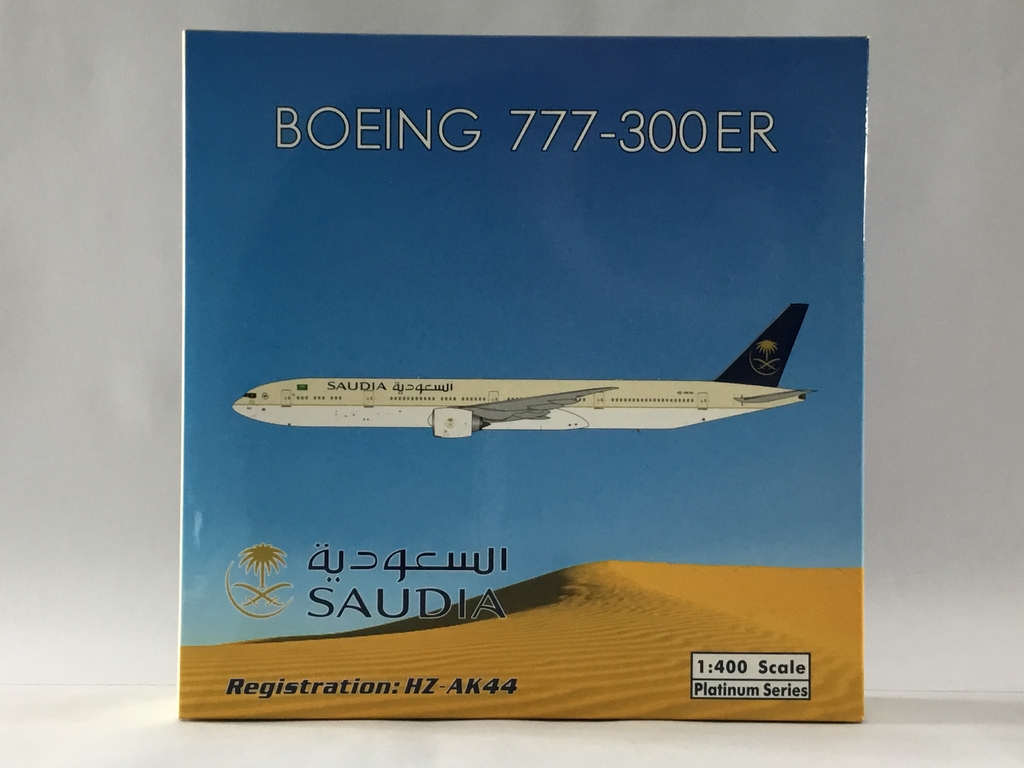 BOEING 777-300ER
SAUDIA السعودية
السعودية
SAUDIA
Registration: HZ-AK44
1:400 Scale
Platinum Series